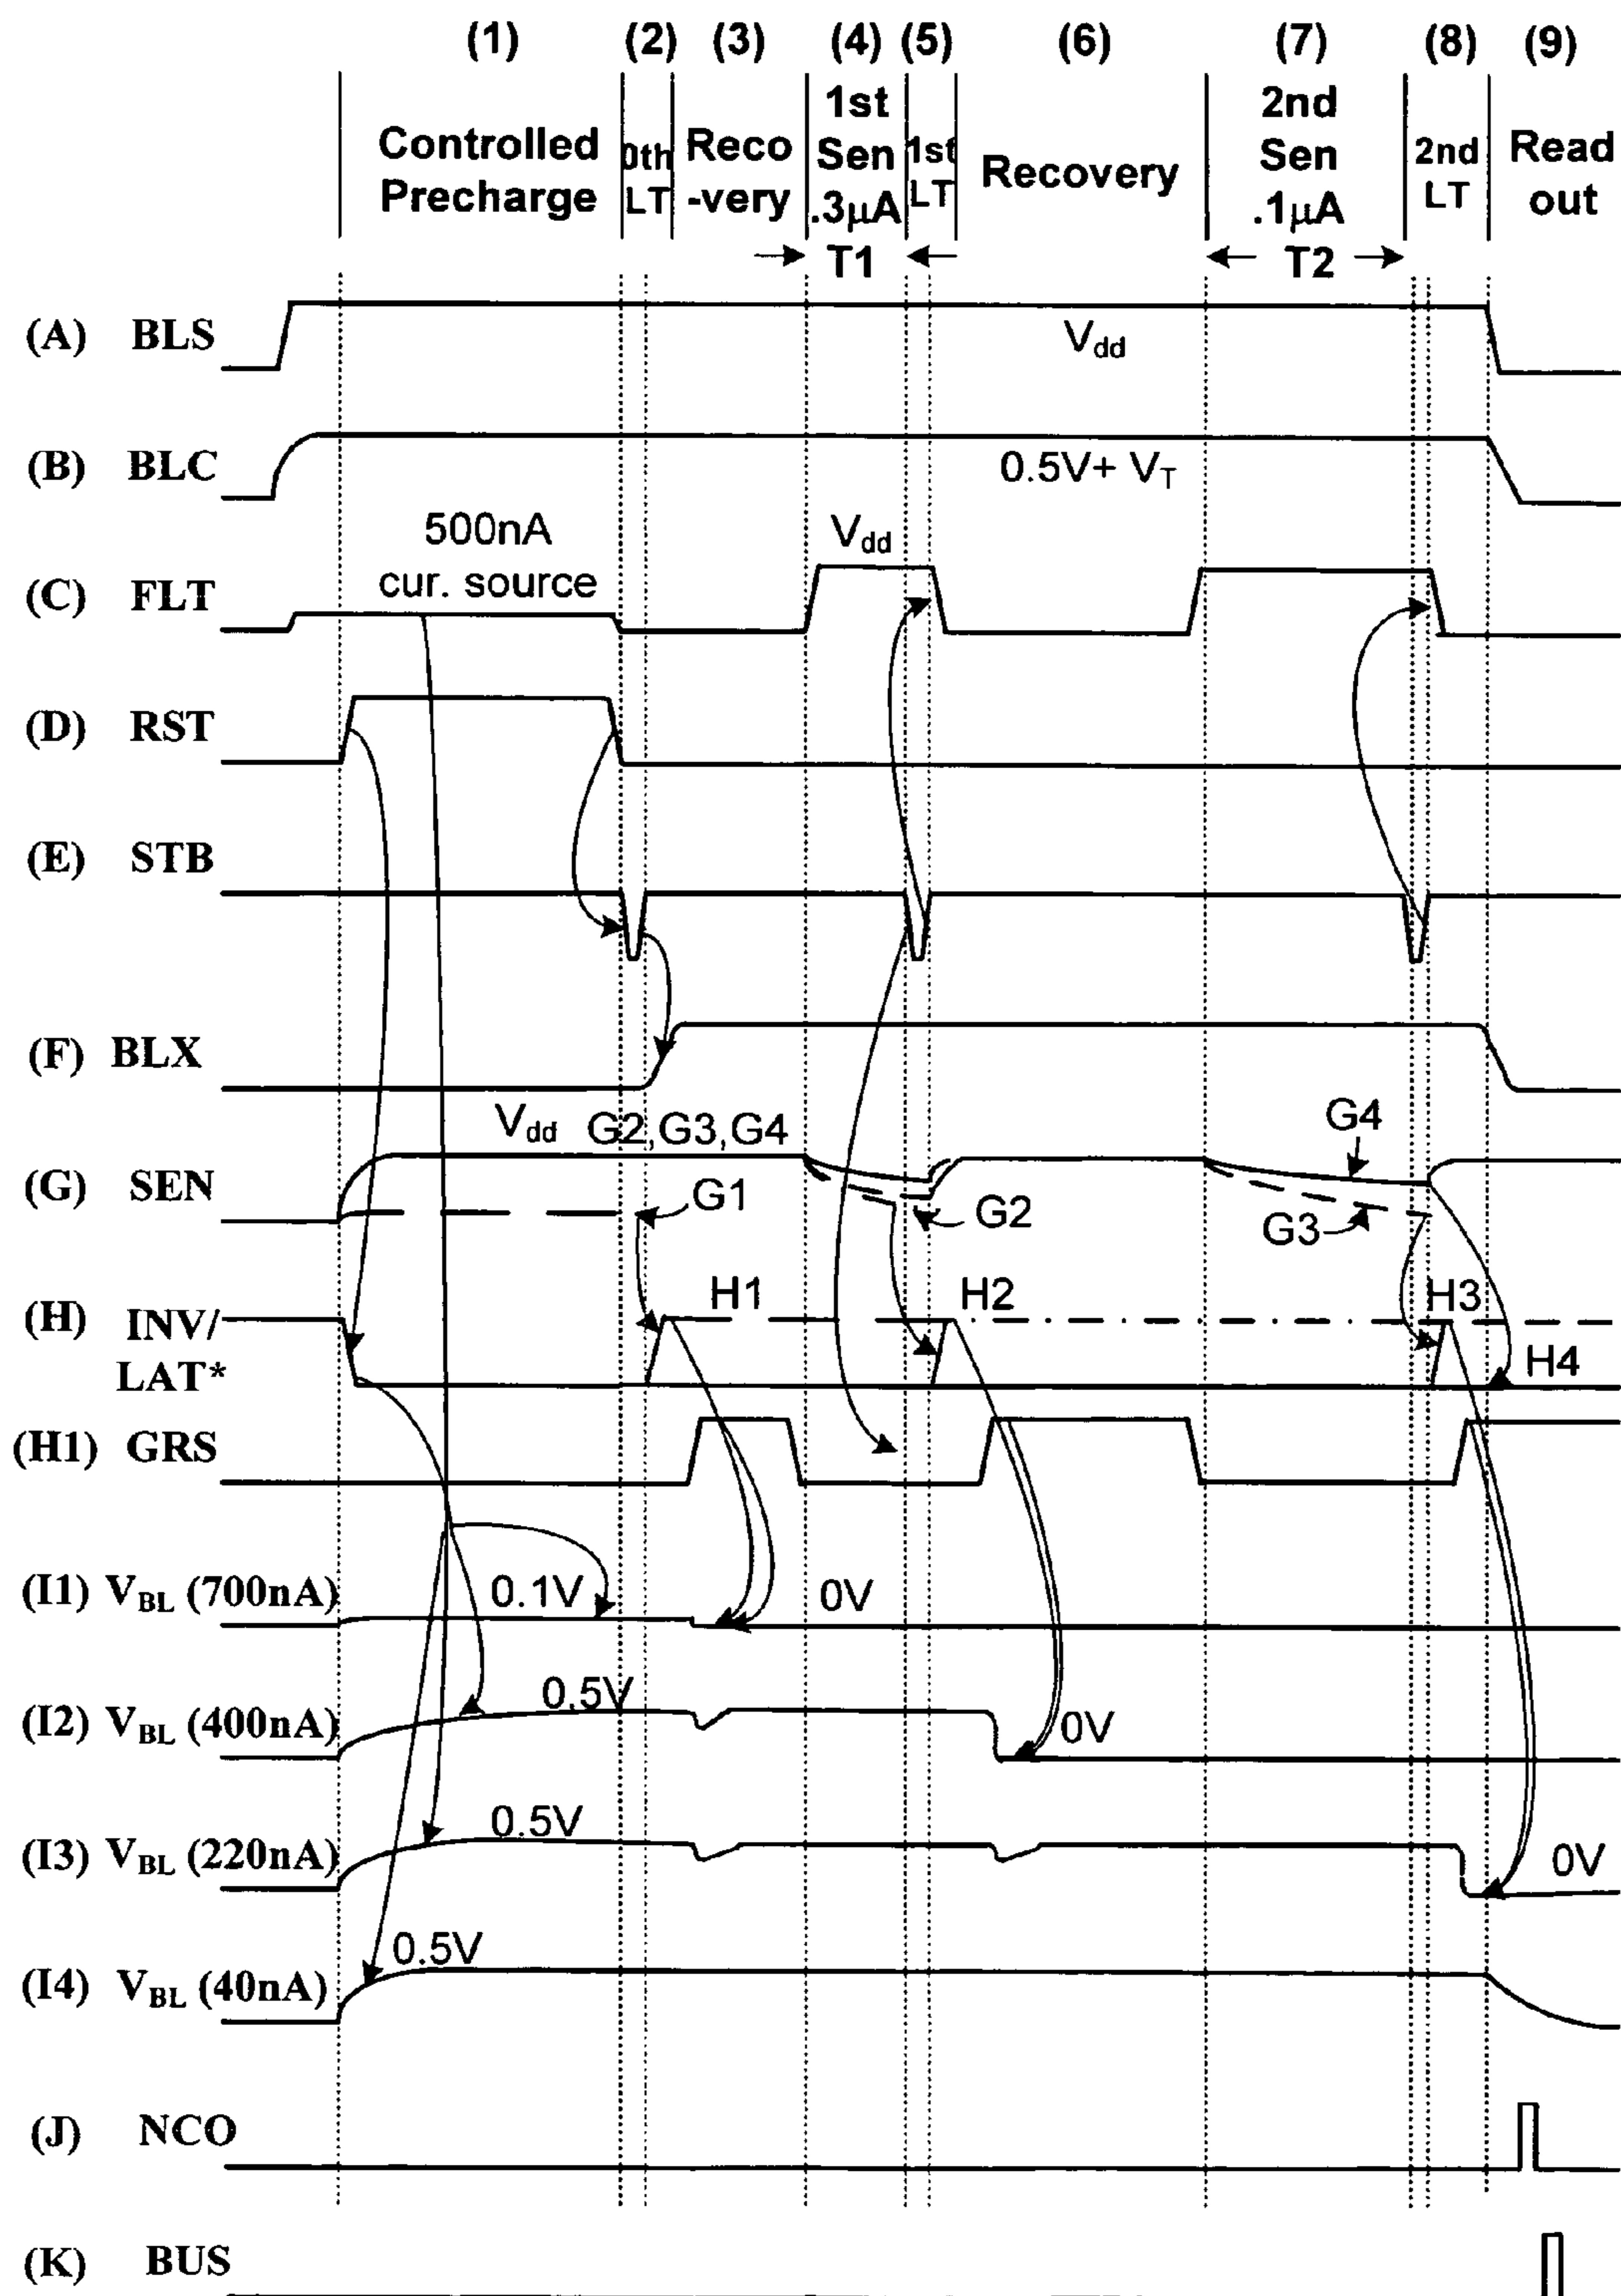 (1) (2) (3) (4) (5) (6) (7) (8) (9)
Controlled Precharge
0th LT
Reco-very
1st Sen .3μA
1st LT
Recovery
2nd Sen .1μA
2nd LT
Read out
T1 T2
(A) BLS
Vdd
(B) BLC
0.5V+ VT
500nA cur. source
Vdd
(C) FLT
(D) RST
(E) STB
(F) BLX
Vdd G2,G3,G4
G4
(G) SEN
G1
G2
G3
(H) INV/LAT*
H1
H2
H3
H4
(H1) GRS
(I1) VBL (700nA)
0.1V
0V
(I2) VBL (400nA)
0.5V
0V
(I3) VBL (220nA)
0.5V
0V
(I4) VBL (40nA)
0.5V
(J) NCO
(K) BUS